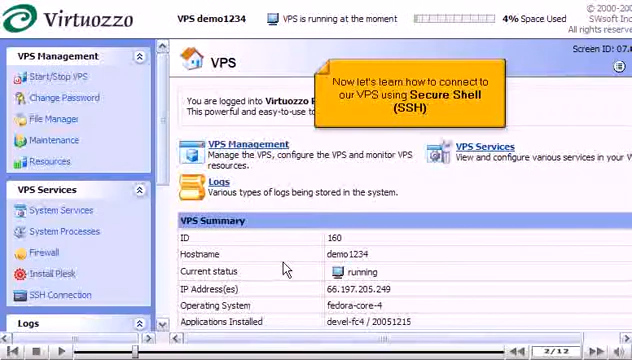 Virtuozzo
VPS demo1234
VPS is running at the moment
4% Space Used
© 2000-200
SWsoft Inc
All rights
VPS Management
Start/Stop VPS
Change Password
File Manager
Maintenance
Resources
VPS Services
System Services
System Processes
Firewall
Install Plesk
SSH Connection
Logs
VPS
Screen ID: 07.
Now let's learn how to connect to
our VPS using Secure Shell
(SSH)
You are logged into Virtuozzo P
This powerful and easy-to-use to
VPS Management
Manage the VPS, configure the VPS and monitor VPS
resources.
VPS Services
View and configure various services in your V
Logs
Various types of logs being stored in the system.
VPS Summary
ID 160
Hostname demo1234
Current status running
IP Address(es) 66.197.205.249
Operating System fedora-core-4
Applications Installed devel-fc4 / 20051215
2/12